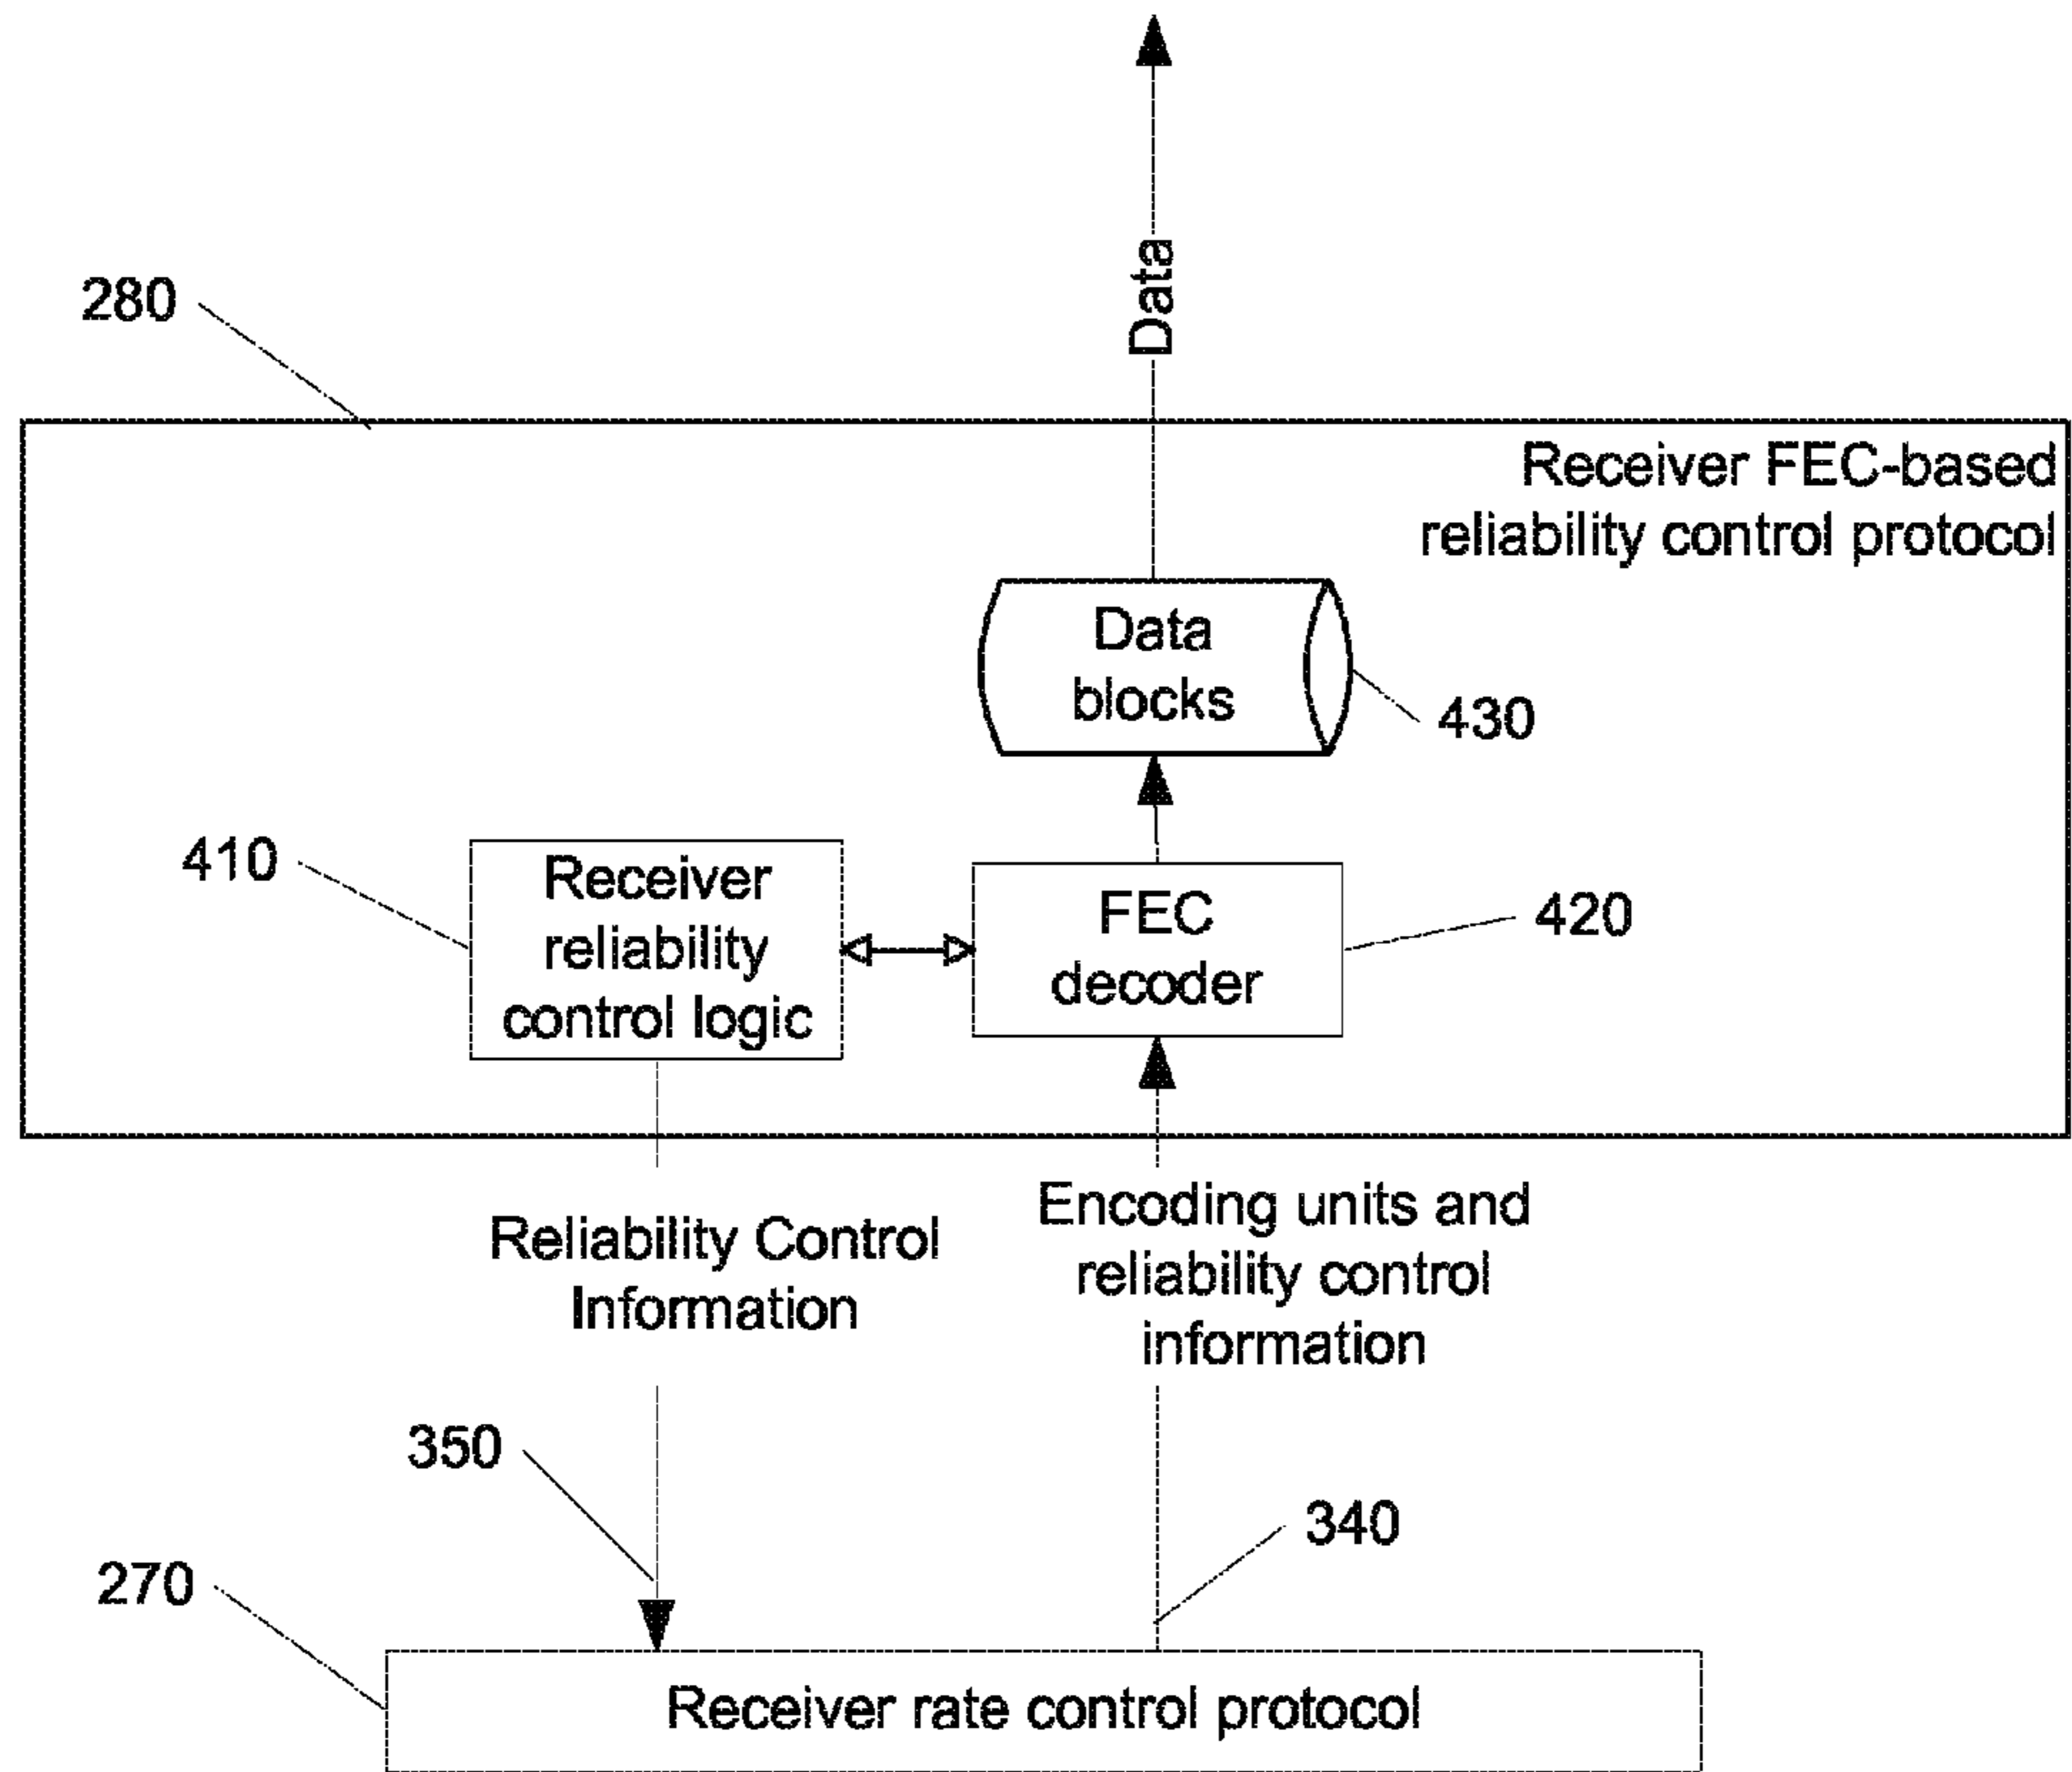 Data
280
Receiver FEC-based
reliability control protocol
Data
blocks
430
410
Receiver
reliability
control logic
FEC
decoder
420
Reliability Control
Information
Encoding units and
reliability control
information
350
340
270
Receiver rate control protocol